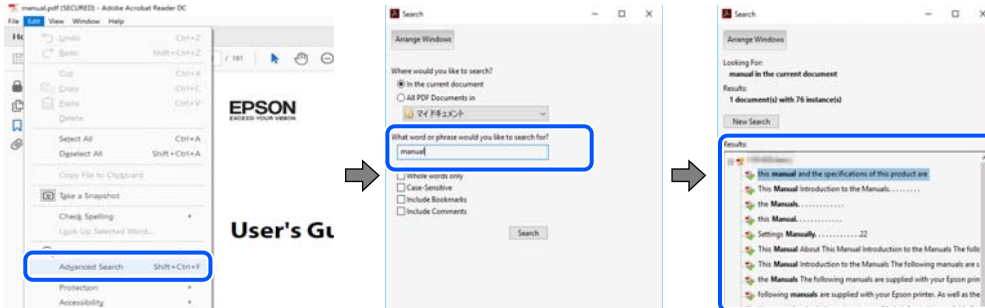 manual.pdf (SECURED) - Adobe Acrobat Reader DC
File Edit View Window Help
Undo Ctrl+Z
Redo Shift+Ctrl+Z
Cut Ctrl+X
Copy Ctrl+C
Paste Ctrl+V
Delete
Select All Ctrl+A
Deselect All Shift+Ctrl+A
Copy File to Clipboard
Take a Snapshot
Check Spelling
Look Up Selected Word...
Advanced Search Shift+Ctrl+F
Protection
Accessibility
/ 191
EPSON
EXCEED YOUR VISION
User's Gu
Search
Arrange Windows
Where would you like to search?
In the current document
All PDF Documents in
マイ ドキュメント
What word or phrase would you like to search for?
manual
Whole words only
Case-Sensitive
Include Bookmarks
Include Comments
Search
Search
Arrange Windows
Looking For:
manual in the current document
Results:
1 document(s) with 76 instance(s)
New Search
Results:
this manual and the specifications of this product are
This Manual Introduction to the Manuals. . . . . . . . .
the Manuals. . . . . . . . . . . . .
this Manual. . . . . . . . . . . . .
Settings Manually. . . . . . . . . . . . .22
This Manual About This Manual Introduction to the Manuals The follo
This Manual Introduction to the Manuals The following manuals are s
the Manuals The following manuals are supplied with your Epson prin
following manuals are supplied with your Epson printer. As well as the